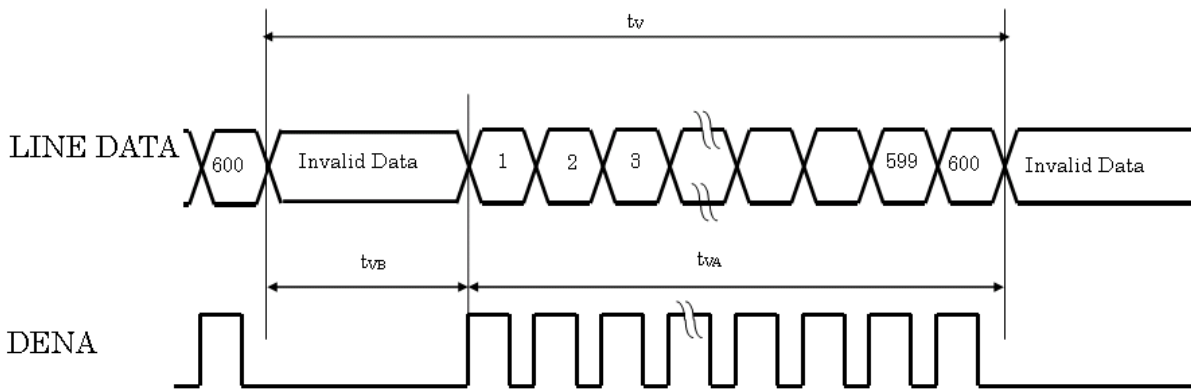 tV
LINE DATA
600
Invalid Data
1
2
3
599
600
Invalid Data
tVB
tVA
DENA